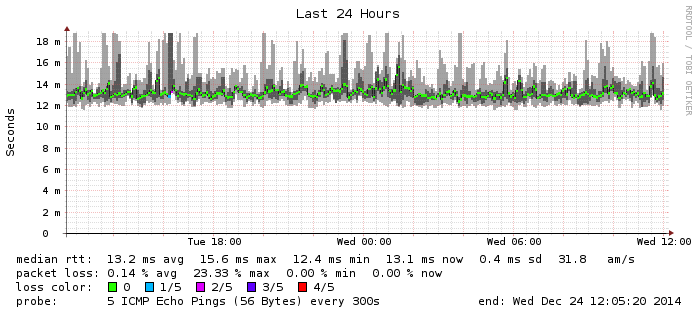 Last 24 Hours
RRDTOOL / TOBI OETIKER
Seconds
18 m
16 m
14 m
12 m
10 m
8 m
6 m
4 m
2 m
0
Tue 18:00 Wed 00:00 Wed 06:00 Wed 12:00
median rtt: 13.2 ms avg 15.6 ms max 12.4 ms min 13.1 ms now 0.4 ms sd 31.8 am/s
packet loss: 0.14 % avg 23.33 % max 0.00 % min 0.00 % now
loss color: 0 1/5 2/5 3/5 4/5
probe: 5 ICMP Echo Pings (56 Bytes) every 300s end: Wed Dec 24 12:05:20 2014